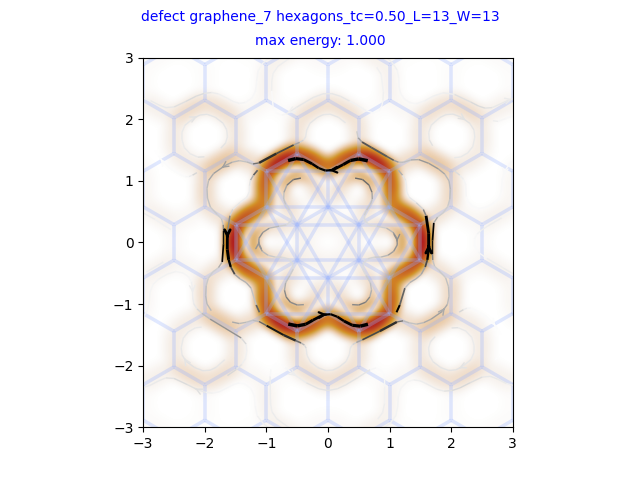 defect graphene_7 hexagons_tc=0.50_L=13_W=13
max energy: 1.000
3
2
1
0
−1
−2
−3
−3 −2 −1 0 1 2 3